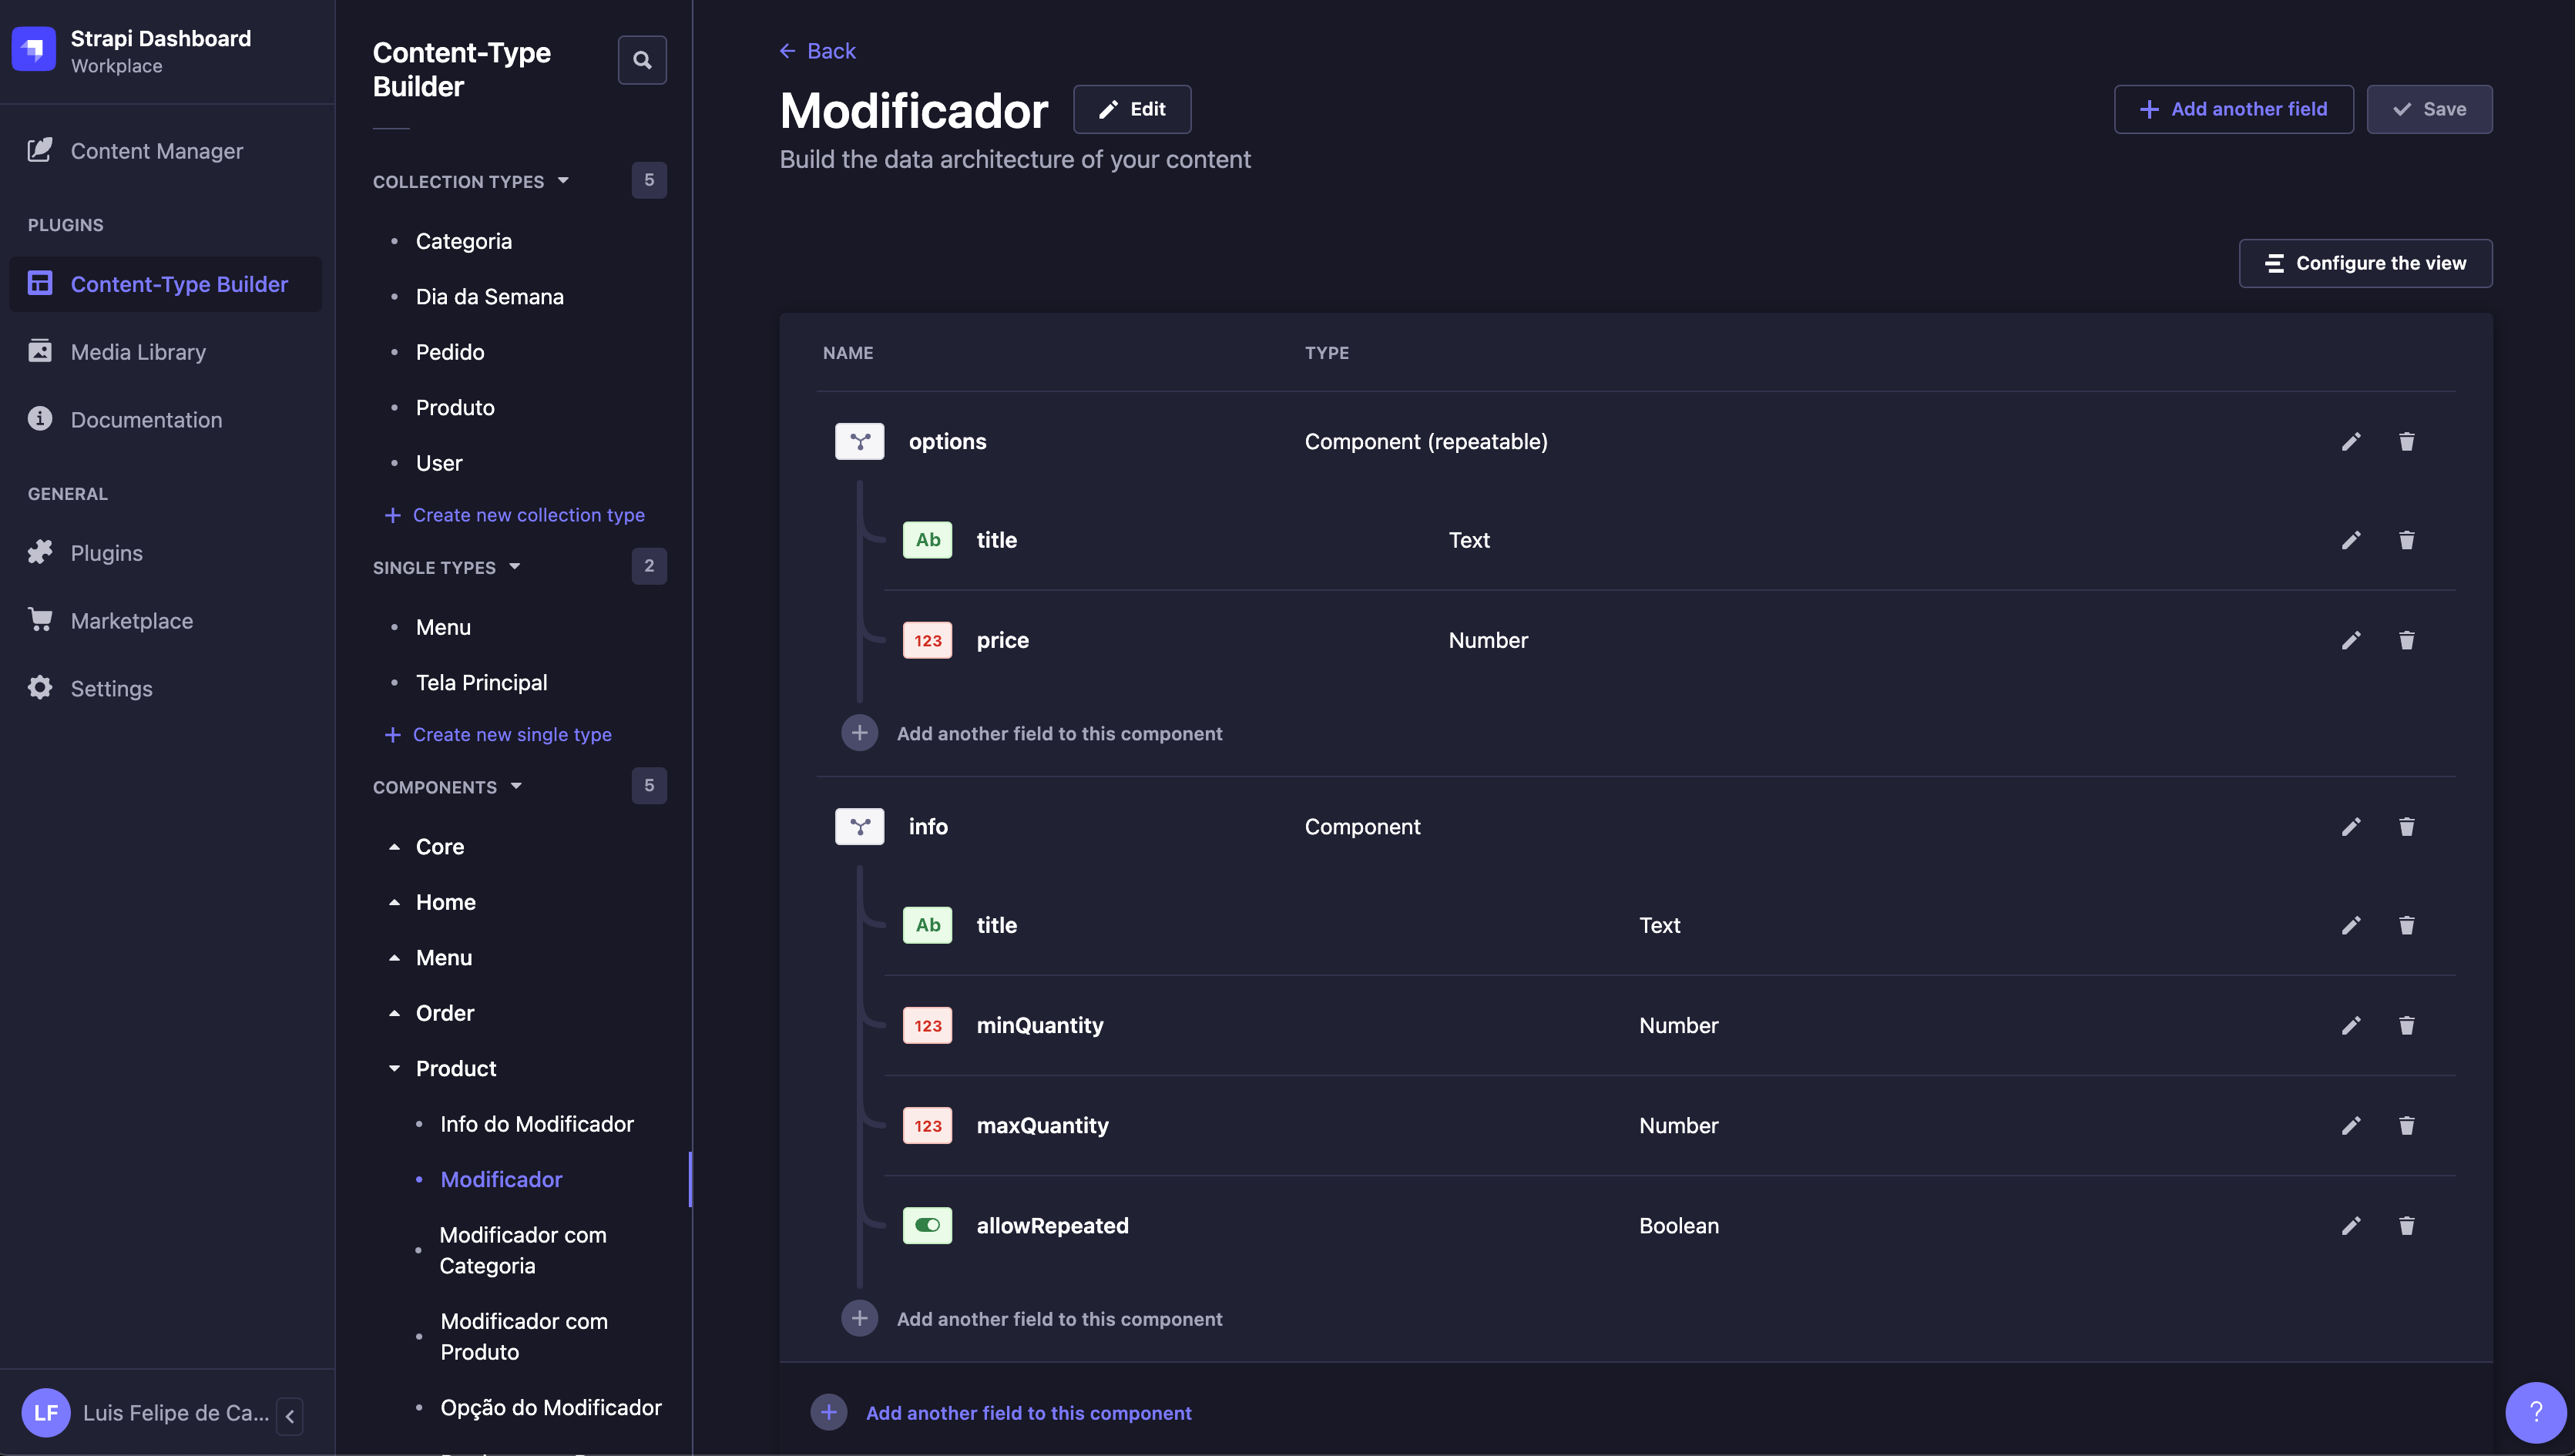 Strapi Dashboard
Workplace
Content Manager
PLUGINS
Content-Type Builder
Media Library
Documentation
GENERAL
Plugins
Marketplace
Settings
LF
Luis Felipe de Ca...
Content-Type
Builder
COLLECTION TYPES
5
Categoria
Dia da Semana
Pedido
Produto
User
Create new collection type
SINGLE TYPES
2
Menu
Tela Principal
Create new single type
COMPONENTS
5
Core
Home
Menu
Order
Product
Info do Modificador
Modificador
Modificador com
Categoria
Modificador com
Produto
Opção do Modificador
Back
Modificador
Edit
Add another field
Save
Build the data architecture of your content
Configure the view
NAME
TYPE
options
Component (repeatable)
Ab
title
Text
123
price
Number
Add another field to this component
info
Component
Ab
title
Text
123
minQuantity
Number
123
maxQuantity
Number
allowRepeated
Boolean
Add another field to this component
Add another field to this component
?